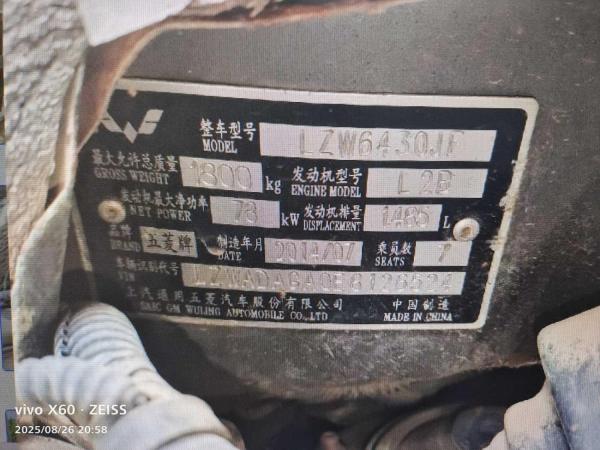 整车型号 MODEL LZW6430JF
最大允许总质量 GROSS WEIGHT 1800 kg 发动机型号 ENGINE MODEL L2B
发动机最大净功率 NET POWER 78 kW 发动机排量 DISPLACEMENT 1.485 L
品牌 BRAND 五菱牌 制造年月 DATE 2014/07 乘员数 SEATS 7
车辆识别代号 VIN
上汽通用五菱汽车股份有限公司 中国制造
SAIC GM WULING AUTOMOBILE CO.,LTD MADE IN CHINA
vivo X60 · ZEISS
2025/08/26 20:58